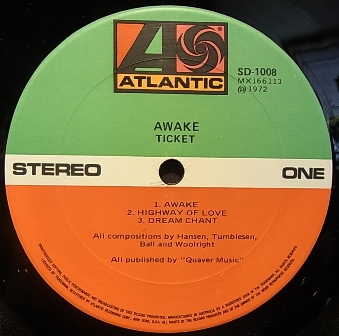 ATLANTIC
SD-1008
MX166113
℗ 1972
AWAKE
TICKET
STEREO
ONE
1. AWAKE
2. HIGHWAY OF LOVE
3. DREAM CHANT
All compositions by Hansen, Tumblesen,
Ball and Woolright
All published by "Quaver Music"